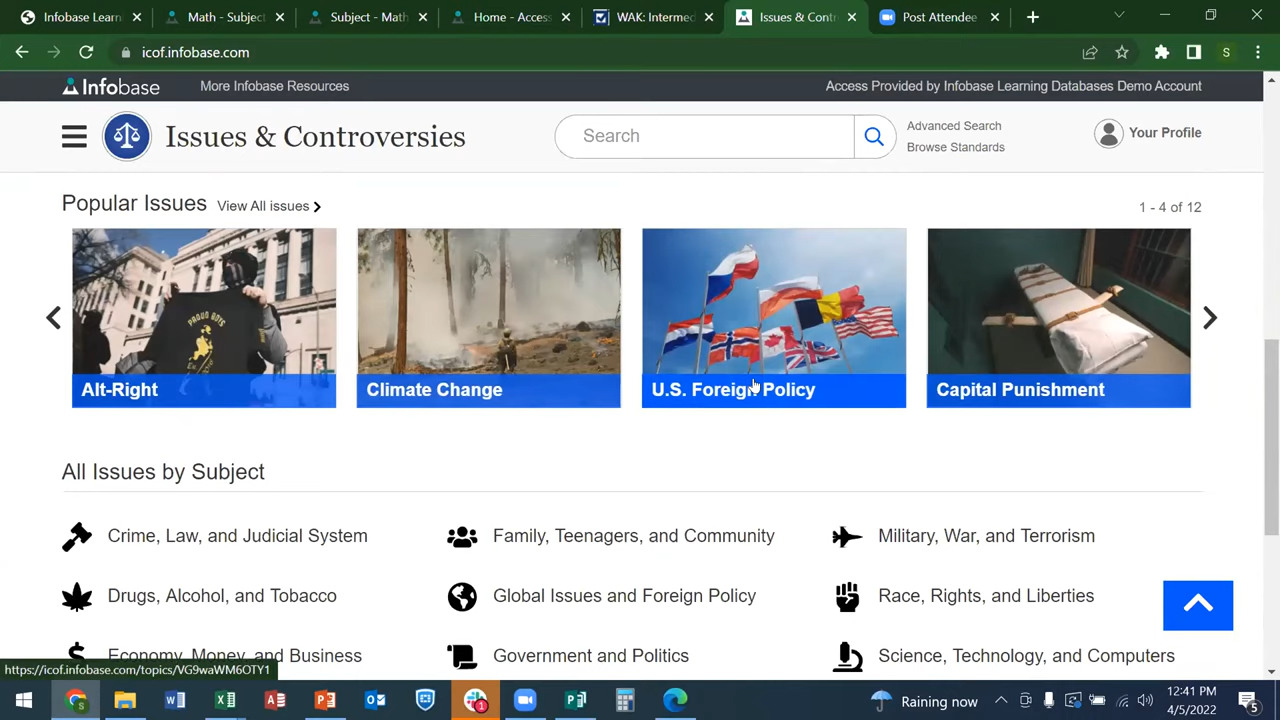 Infobase Learni
Math - Subject
Subject - Math
Home - Access
WAK: Intermed
Issues & Contr
Post Attendee
icof.infobase.com
S
Infobase
More Infobase Resources
Access Provided by Infobase Learning Databases Demo Account
Issues & Controversies
Search
Advanced Search
Browse Standards
Your Profile
Popular Issues
View All issues
1 - 4 of 12
PROUD BOYS
Alt-Right
Climate Change
U.S. Foreign Policy
Capital Punishment
All Issues by Subject
Crime, Law, and Judicial System
Family, Teenagers, and Community
Military, War, and Terrorism
Drugs, Alcohol, and Tobacco
Global Issues and Foreign Policy
Race, Rights, and Liberties
Economy, Money, and Business
Government and Politics
Science, Technology, and Computers
https://icof.infobase.com/topics/VG9waWM6OTY1
Raining now
12:41 PM
4/5/2022
5
1